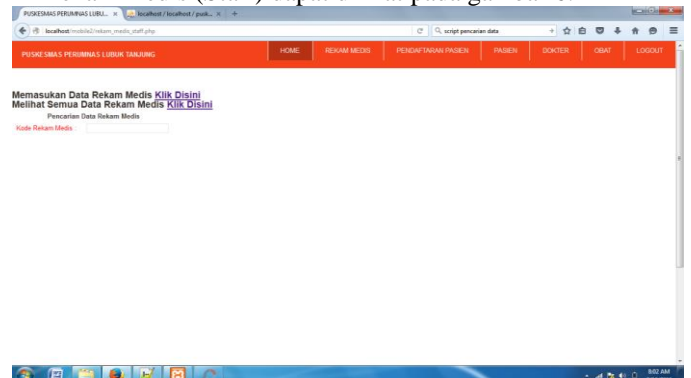 PUSKESMAS PERUMNAS LUBU...
localhost / localhost / pusk...
localhost/mobile2/rekam_medis_staff.php
script pencarian data
PUSKESMAS PERUMNAS LUBUK TANJUNG
HOME
REKAM MEDIS
PENDAFTARAN PASIEN
PASIEN
DOKTER
OBAT
LOGOUT
Memasukan Data Rekam Medis Klik Disini
Melihat Semua Data Rekam Medis Klik Disini
Pencarian Data Rekam Medis
Kode Rekam Medis :
8:02 AM